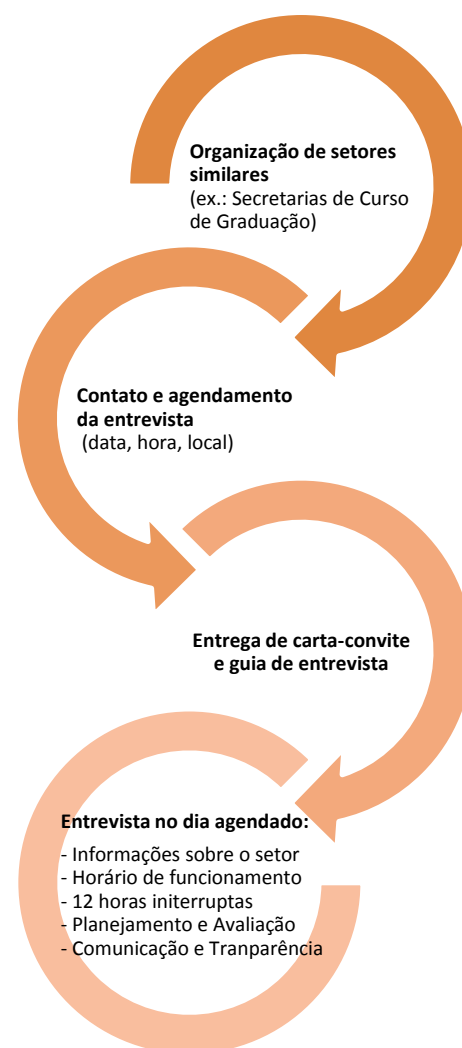 Organização de setores
similares
(ex.: Secretarias de Curso
de Graduação)
Contato e agendamento
da entrevista
(data, hora, local)
Entrega de carta-convite
e guia de entrevista
Entrevista no dia agendado:
- Informações sobre o setor
- Horário de funcionamento
- 12 horas initerruptas
- Planejamento e Avaliação
- Comunicação e Tranparência